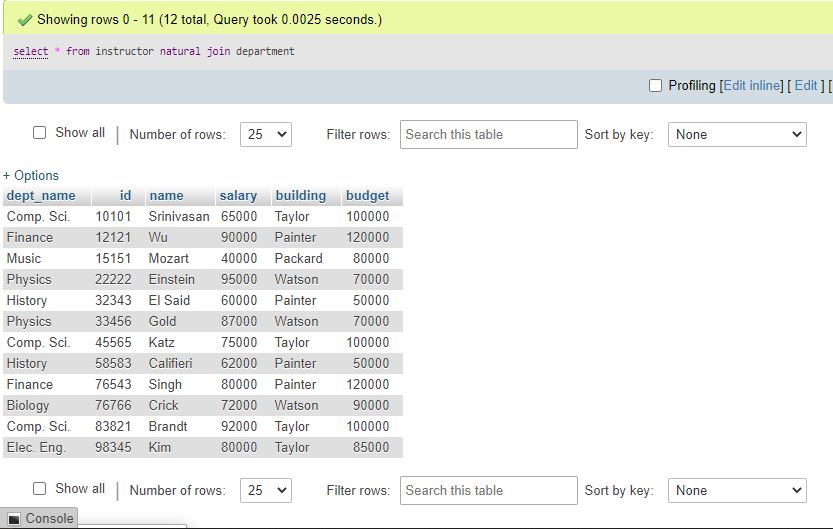 Showing rows 0 - 11 (12 total, Query took 0.0025 seconds.)
select * from instructor natural join department
Profiling [Edit inline] [ Edit ] [
Show all | Number of rows: 25 Filter rows: Search this table Sort by key: None
+ Options
dept_name id name salary building budget
Comp. Sci. 10101 Srinivasan 65000 Taylor 100000
Finance 12121 Wu 90000 Painter 120000
Music 15151 Mozart 40000 Packard 80000
Physics 22222 Einstein 95000 Watson 70000
History 32343 El Said 60000 Painter 50000
Physics 33456 Gold 87000 Watson 70000
Comp. Sci. 45565 Katz 75000 Taylor 100000
History 58583 Califieri 62000 Painter 50000
Finance 76543 Singh 80000 Painter 120000
Biology 76766 Crick 72000 Watson 90000
Comp. Sci. 83821 Brandt 92000 Taylor 100000
Elec. Eng. 98345 Kim 80000 Taylor 85000
Show all | Number of rows: 25 Filter rows: Search this table Sort by key: None
Console